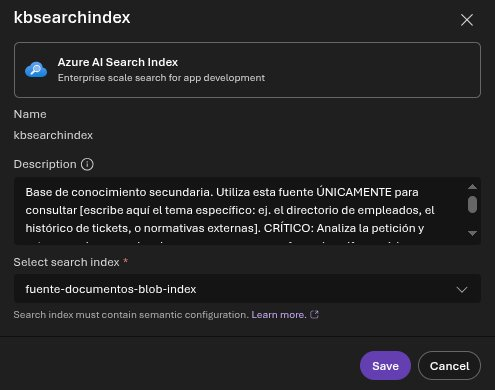 kbsearchindex
Azure AI Search Index
Enterprise scale search for app development
Name
kbsearchindex
Description
Base de conocimiento secundaria. Utiliza esta fuente ÚNICAMENTE para
consultar [escribe aquí el tema específico: ej. el directorio de empleados, el
histórico de tickets, o normativas externas]. CRÍTICO: Analiza la petición y
Select search index *
fuente-documentos-blob-index
Search index must contain semantic configuration. Learn more.
Save
Cancel